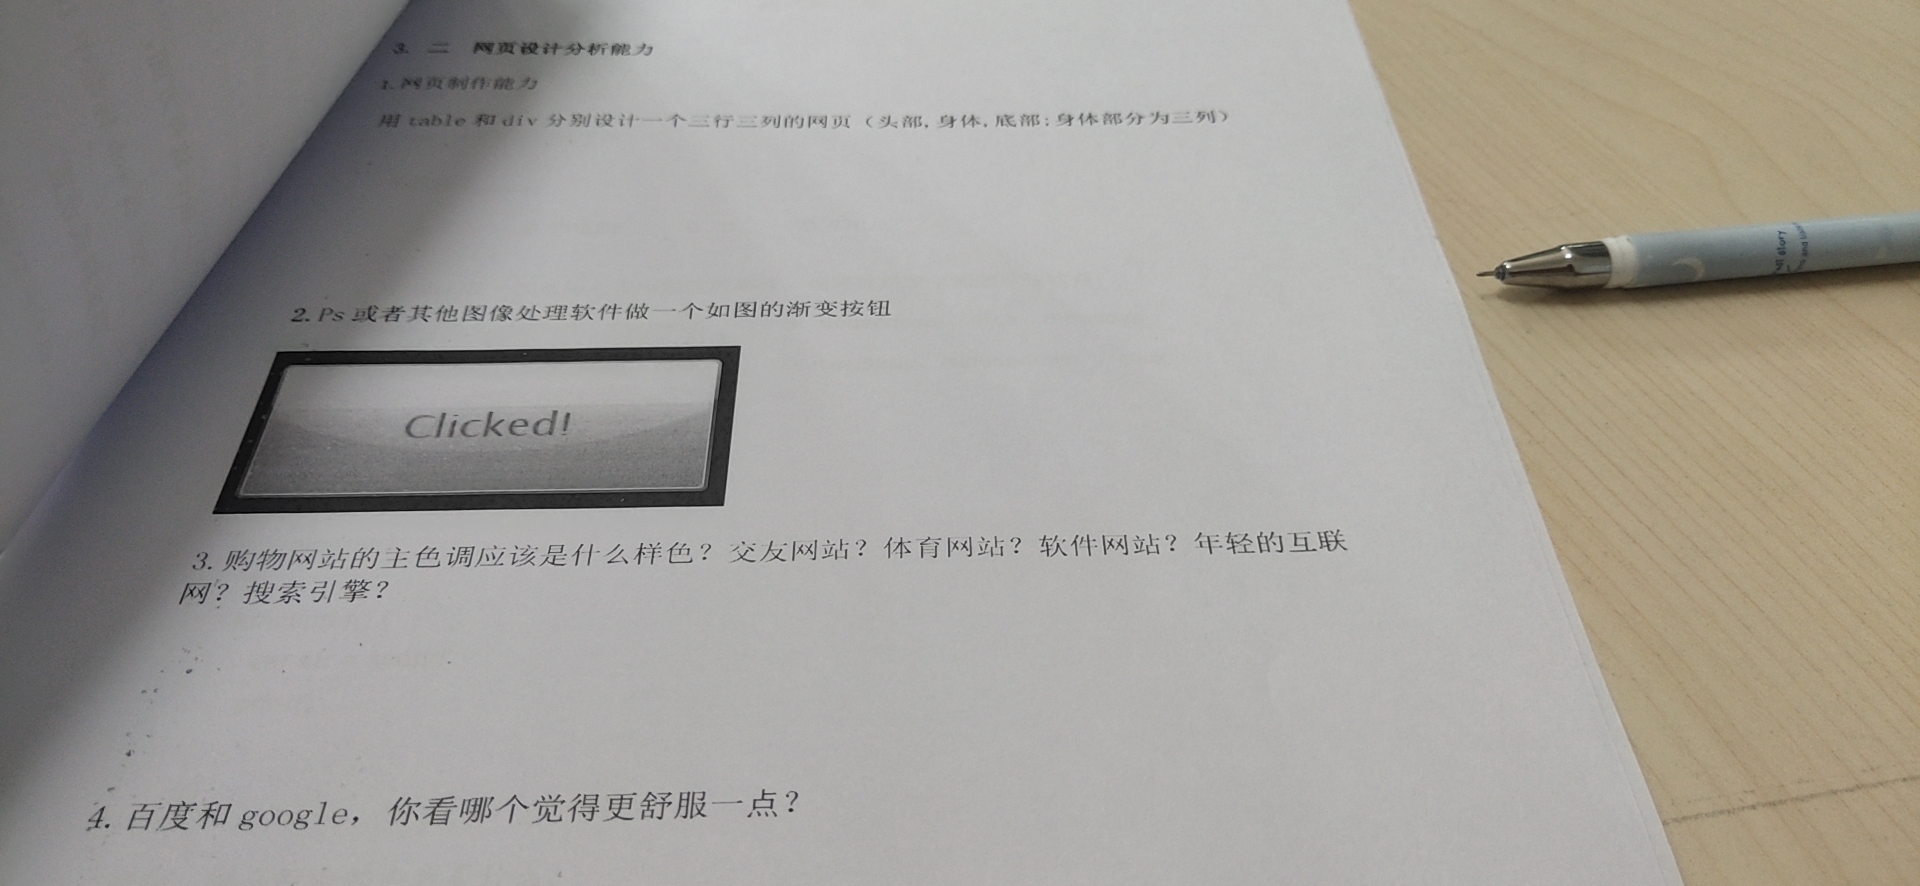 3. 二 网页设计分析能力
1.网页制作能力
用 table 和 div 分别设计一个三行三列的网页（头部,身体,底部;身体部分为三列）
2.Ps 或者其他图像处理软件做一个如图的渐变按钮
Clicked!
3.购物网站的主色调应该是什么样色？交友网站？体育网站？软件网站？年轻的互联
网？搜索引擎？
4.百度和 google，你看哪个觉得更舒服一点？